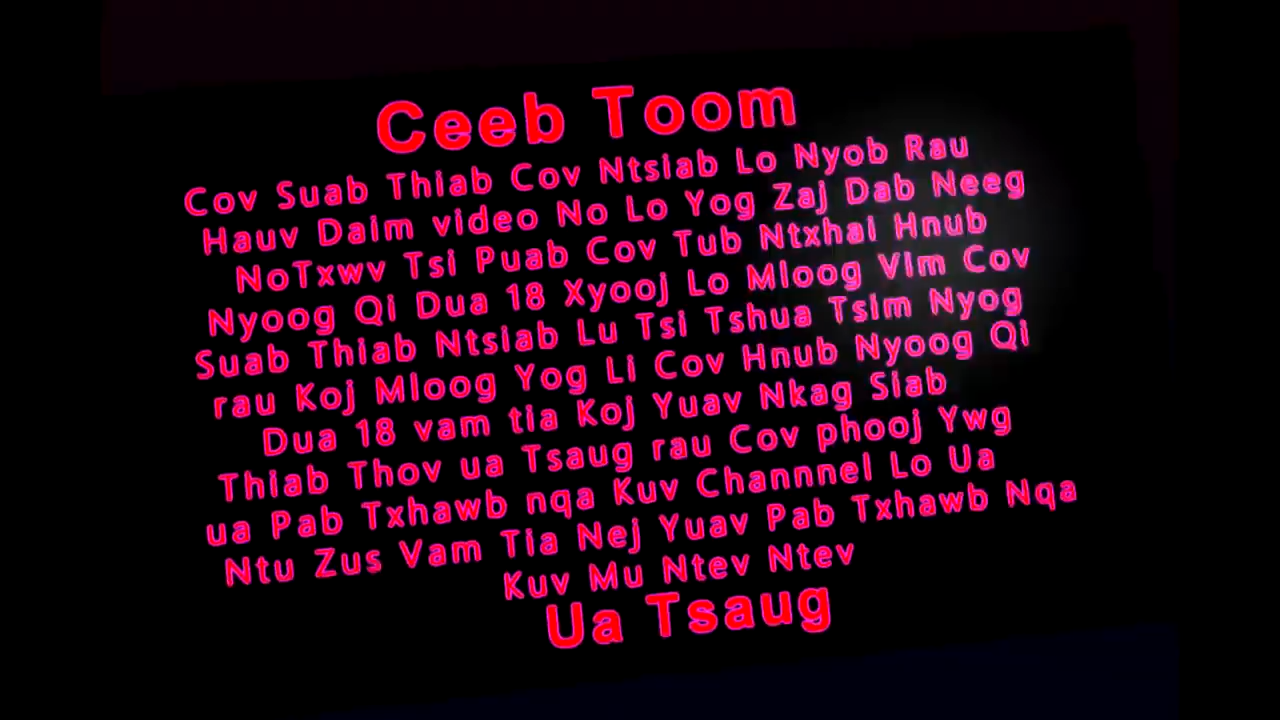 Ceeb Toom
Cov Suab Thiab Cov Ntsiab Lo Nyob Rau
Hauv Daim video No Lo Yog Zaj Dab Neeg
NoTxwv Tsi Puab Cov Tub Ntxhai Hnub
Nyoog Qi Dua 18 Xyooj Lo Mloog Vim Cov
Suab Thiab Ntsiab Lu Tsi Tshua Tsim Nyog
rau Koj Mloog Yog Li Cov Hnub Nyoog Qi
Dua 18 vam tia Koj Yuav Nkag Siab
Thiab Thov ua Tsaug rau Cov phooj Ywg
ua Pab Txhawb nqa Kuv Channnel Lo Ua
Ntu Zus Vam Tia Nej Yuav Pab Txhawb Nqa
Kuv Mu Ntev Ntev
Ua Tsaug